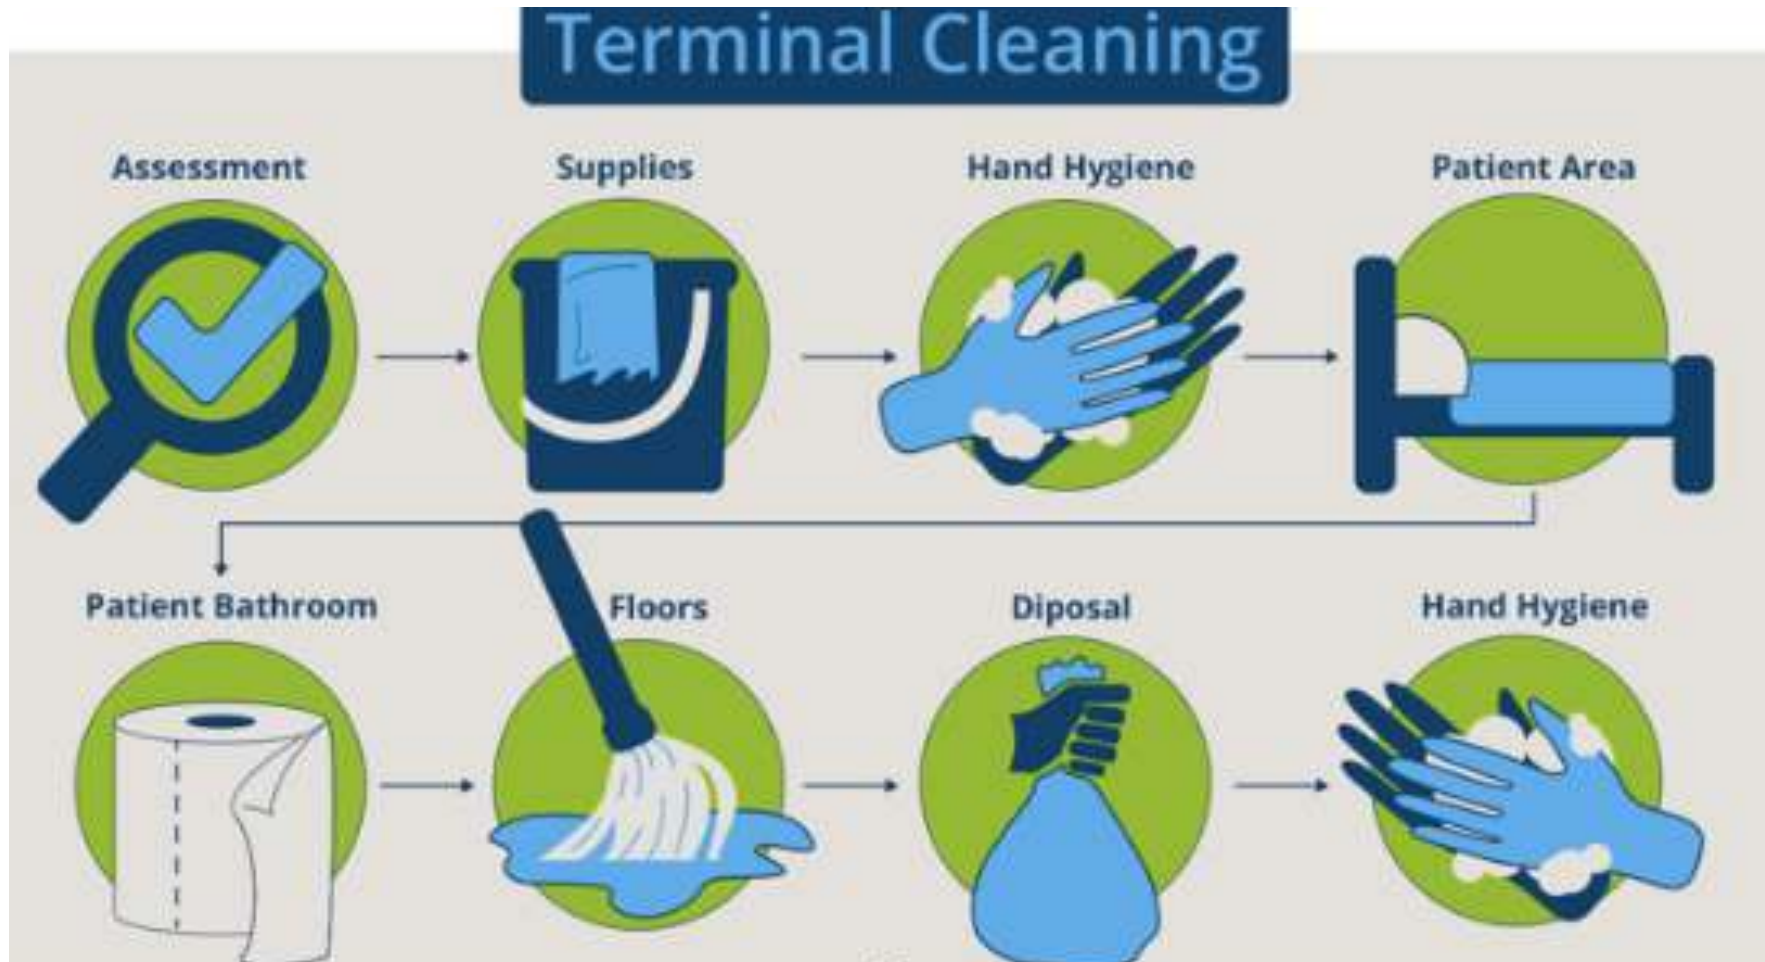 Terminal Cleaning
Assessment
Supplies
Hand Hygiene
Patient Area
Patient Bathroom
Floors
Diposal
Hand Hygiene